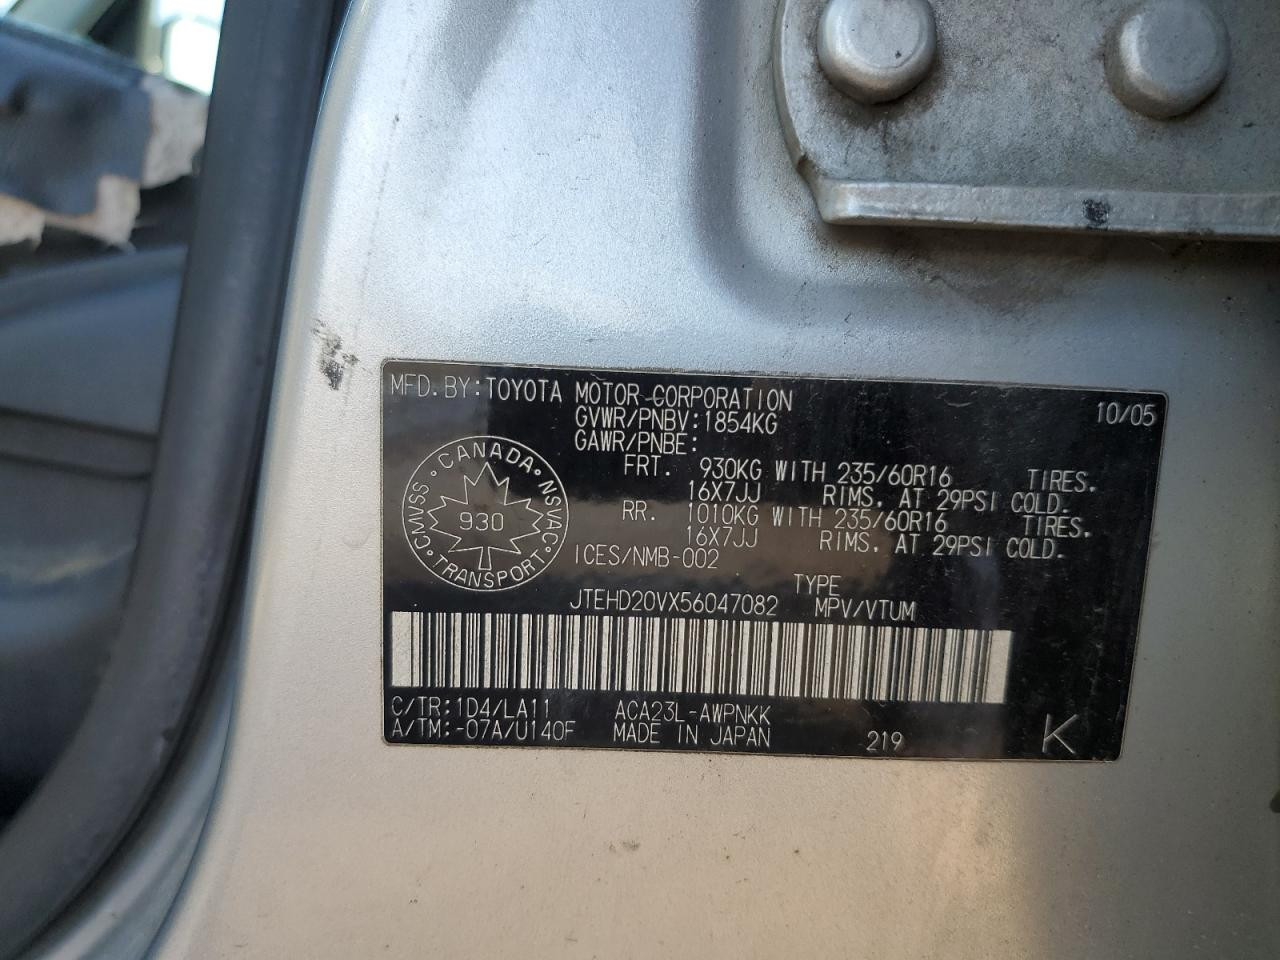 MFD. BY: TOYOTA MOTOR CORPORATION 10/05
GVWR/PNBV: 1854KG
GAWR/PNBE:
FRT. 930KG WITH 235/60R16 TIRES.
16X7JJ RIMS. AT 29PSI COLD.
RR. 1010KG WITH 235/60R16 TIRES.
16X7JJ RIMS. AT 29PSI COLD.
ICES/NMB-002
CANADA · NSVAC · TRANSPORT · CMVSS ·
930
TYPE
JTEHD20VX56047082 MPV/VTUM
C/TR: 1D4/LA11 ACA23L-AWPNKK
A/TM: -07A/U140F MADE IN JAPAN 219 K